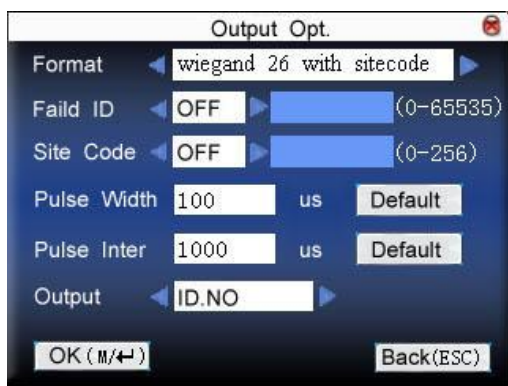 Output Opt.
Format wiegand 26 with sitecode
Faild ID OFF (0-65535)
Site Code OFF (0-256)
Pulse Width 100 us Default
Pulse Inter 1000 us Default
Output ID.NO
OK(M/↵) Back(ESC)